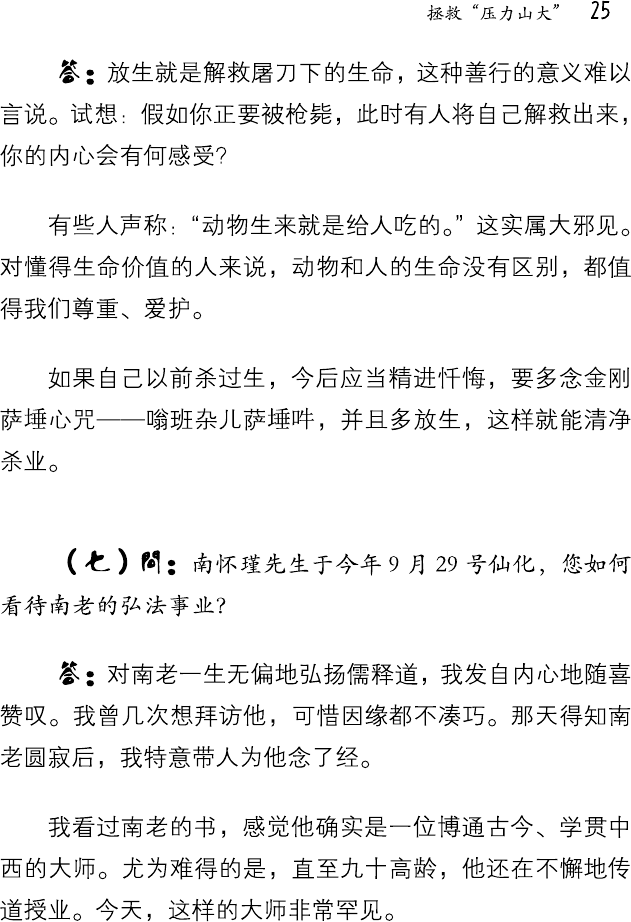 拯救“压力山大” 25
答：放生就是解救屠刀下的生命，这种善行的意义难以
言说。试想：假如你正要被枪毙，此时有人将自己解救出来，
你的内心会有何感受？
有些人声称：“动物生来就是给人吃的。”这实属大邪见。
对懂得生命价值的人来说，动物和人的生命没有区别，都值
得我们尊重、爱护。
如果自己以前杀过生，今后应当精进忏悔，要多念金刚
萨埵心咒——嗡班杂儿萨埵吽，并且多放生，这样就能清净
杀业。
（七）問：南怀瑾先生于今年9月29号仙化，您如何
看待南老的弘法事业？
答：对南老一生无偏地弘扬儒释道，我发自内心地随喜
赞叹。我曾几次想拜访他，可惜因缘都不凑巧。那天得知南
老圆寂后，我特意带人为他念了经。
我看过南老的书，感觉他确实是一位博通古今、学贯中
西的大师。尤为难得的是，直至九十高龄，他还在不懈地传
道授业。今天，这样的大师非常罕见。